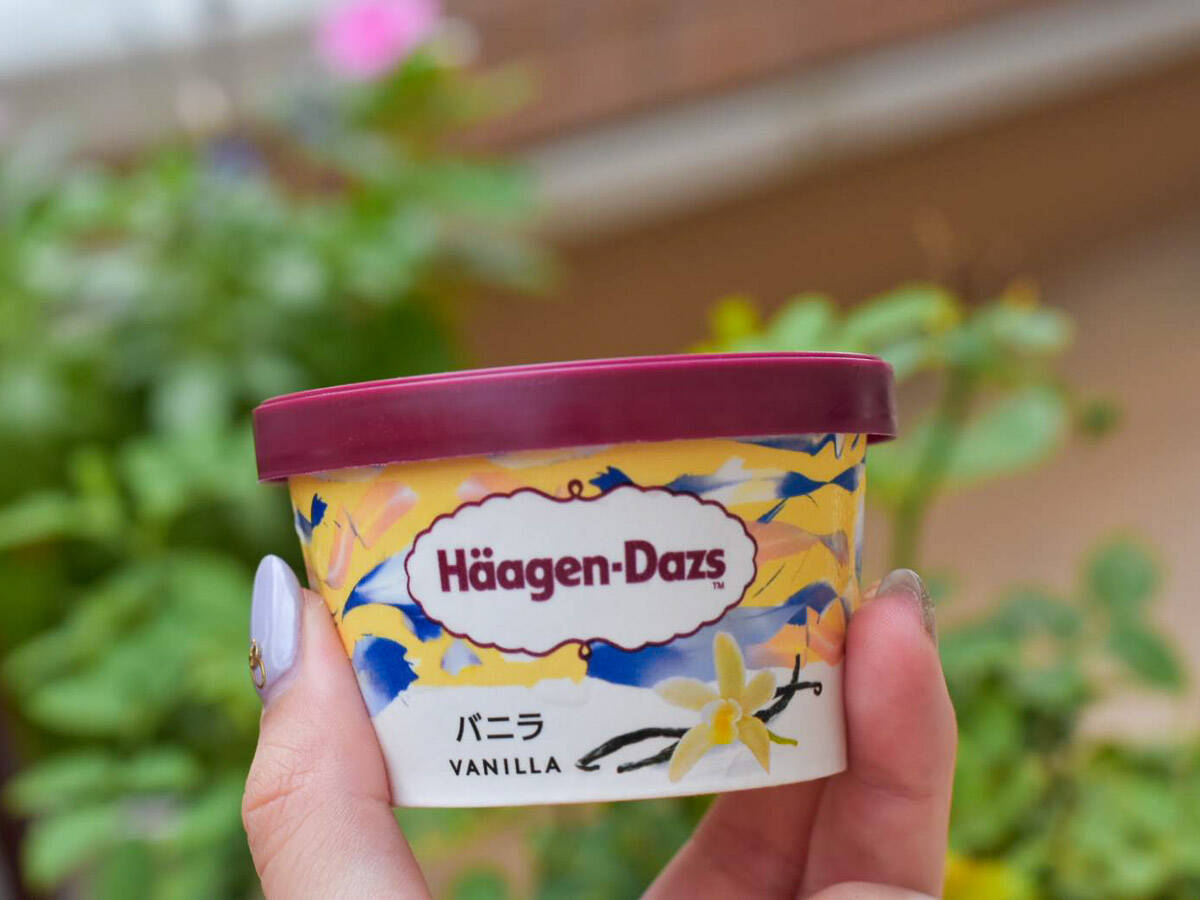 Häagen-Dazs
TM
バニラ
VANILLA